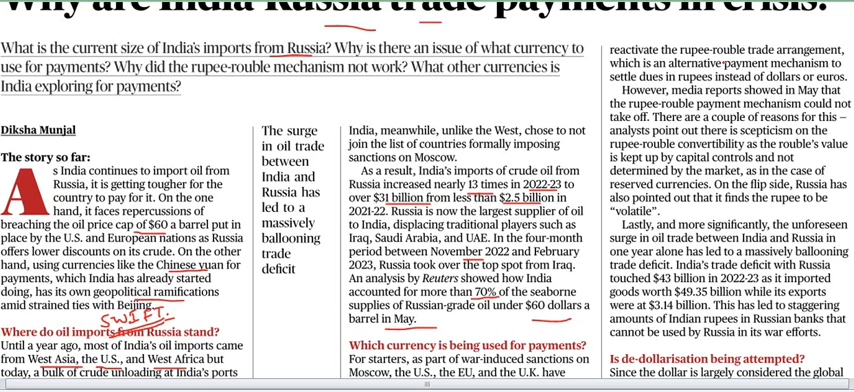 Why are India-Russia trade payments in crisis?
What is the current size of India's imports from Russia? Why is there an issue of what currency to
use for payments? Why did the rupee-rouble mechanism not work? What other currencies is
India exploring for payments?
Diksha Munjal
The story so far:
As India continues to import oil from
Russia, it is getting tougher for the
country to pay for it. On the one
hand, it faces repercussions of
breaching the oil price cap of $60 a barrel put in
place by the U.S. and European nations as Russia
offers lower discounts on its crude. On the other
hand, using currencies like the Chinese yuan for
payments, which India has already started
doing, has its own geopolitical ramifications
amid strained ties with Beijing.
SWIFT.
Where do oil imports from Russia stand?
Until a year ago, most of India's oil imports came
from West Asia, the U.S., and West Africa but
today, a bulk of crude unloading at India's ports
The surge
in oil trade
between
India and
Russia has
led to a
massively
ballooning
trade
deficit
India, meanwhile, unlike the West, chose to not
join the list of countries formally imposing
sanctions on Moscow.
As a result, India's imports of crude oil from
Russia increased nearly 13 times in 2022-23 to
over $31 billion from less than $2.5 billion in
2021-22. Russia is now the largest supplier of oil
to India, displacing traditional players such as
Iraq, Saudi Arabia, and UAE. In the four-month
period between November 2022 and February
2023, Russia took over the top spot from Iraq.
An analysis by Reuters showed how India
accounted for more than 70% of the seaborne
supplies of Russian-grade oil under $60 dollars a
barrel in May.
Which currency is being used for payments?
For starters, as part of war-induced sanctions on
Moscow, the U.S., the EU, and the U.K. have
reactivate the rupee-rouble trade arrangement,
which is an alternative payment mechanism to
settle dues in rupees instead of dollars or euros.
However, media reports showed in May that
the rupee-rouble payment mechanism could not
take off. There are a couple of reasons for this —
analysts point out there is scepticism on the
rupee-rouble convertibility as the rouble's value
is kept up by capital controls and not
determined by the market, as in the case of
reserved currencies. On the flip side, Russia has
also pointed out that it finds the rupee to be
"volatile".
Lastly, and more significantly, the unforeseen
surge in oil trade between India and Russia in
one year alone has led to a massively ballooning
trade deficit. India's trade deficit with Russia
touched $43 billion in 2022-23 as it imported
goods worth $49.35 billion while its exports
were at $3.14 billion. This has led to staggering
amounts of Indian rupees in Russian banks that
cannot be used by Russia in its war efforts.
Is de-dollarisation being attempted?
Since the dollar is largely considered the global